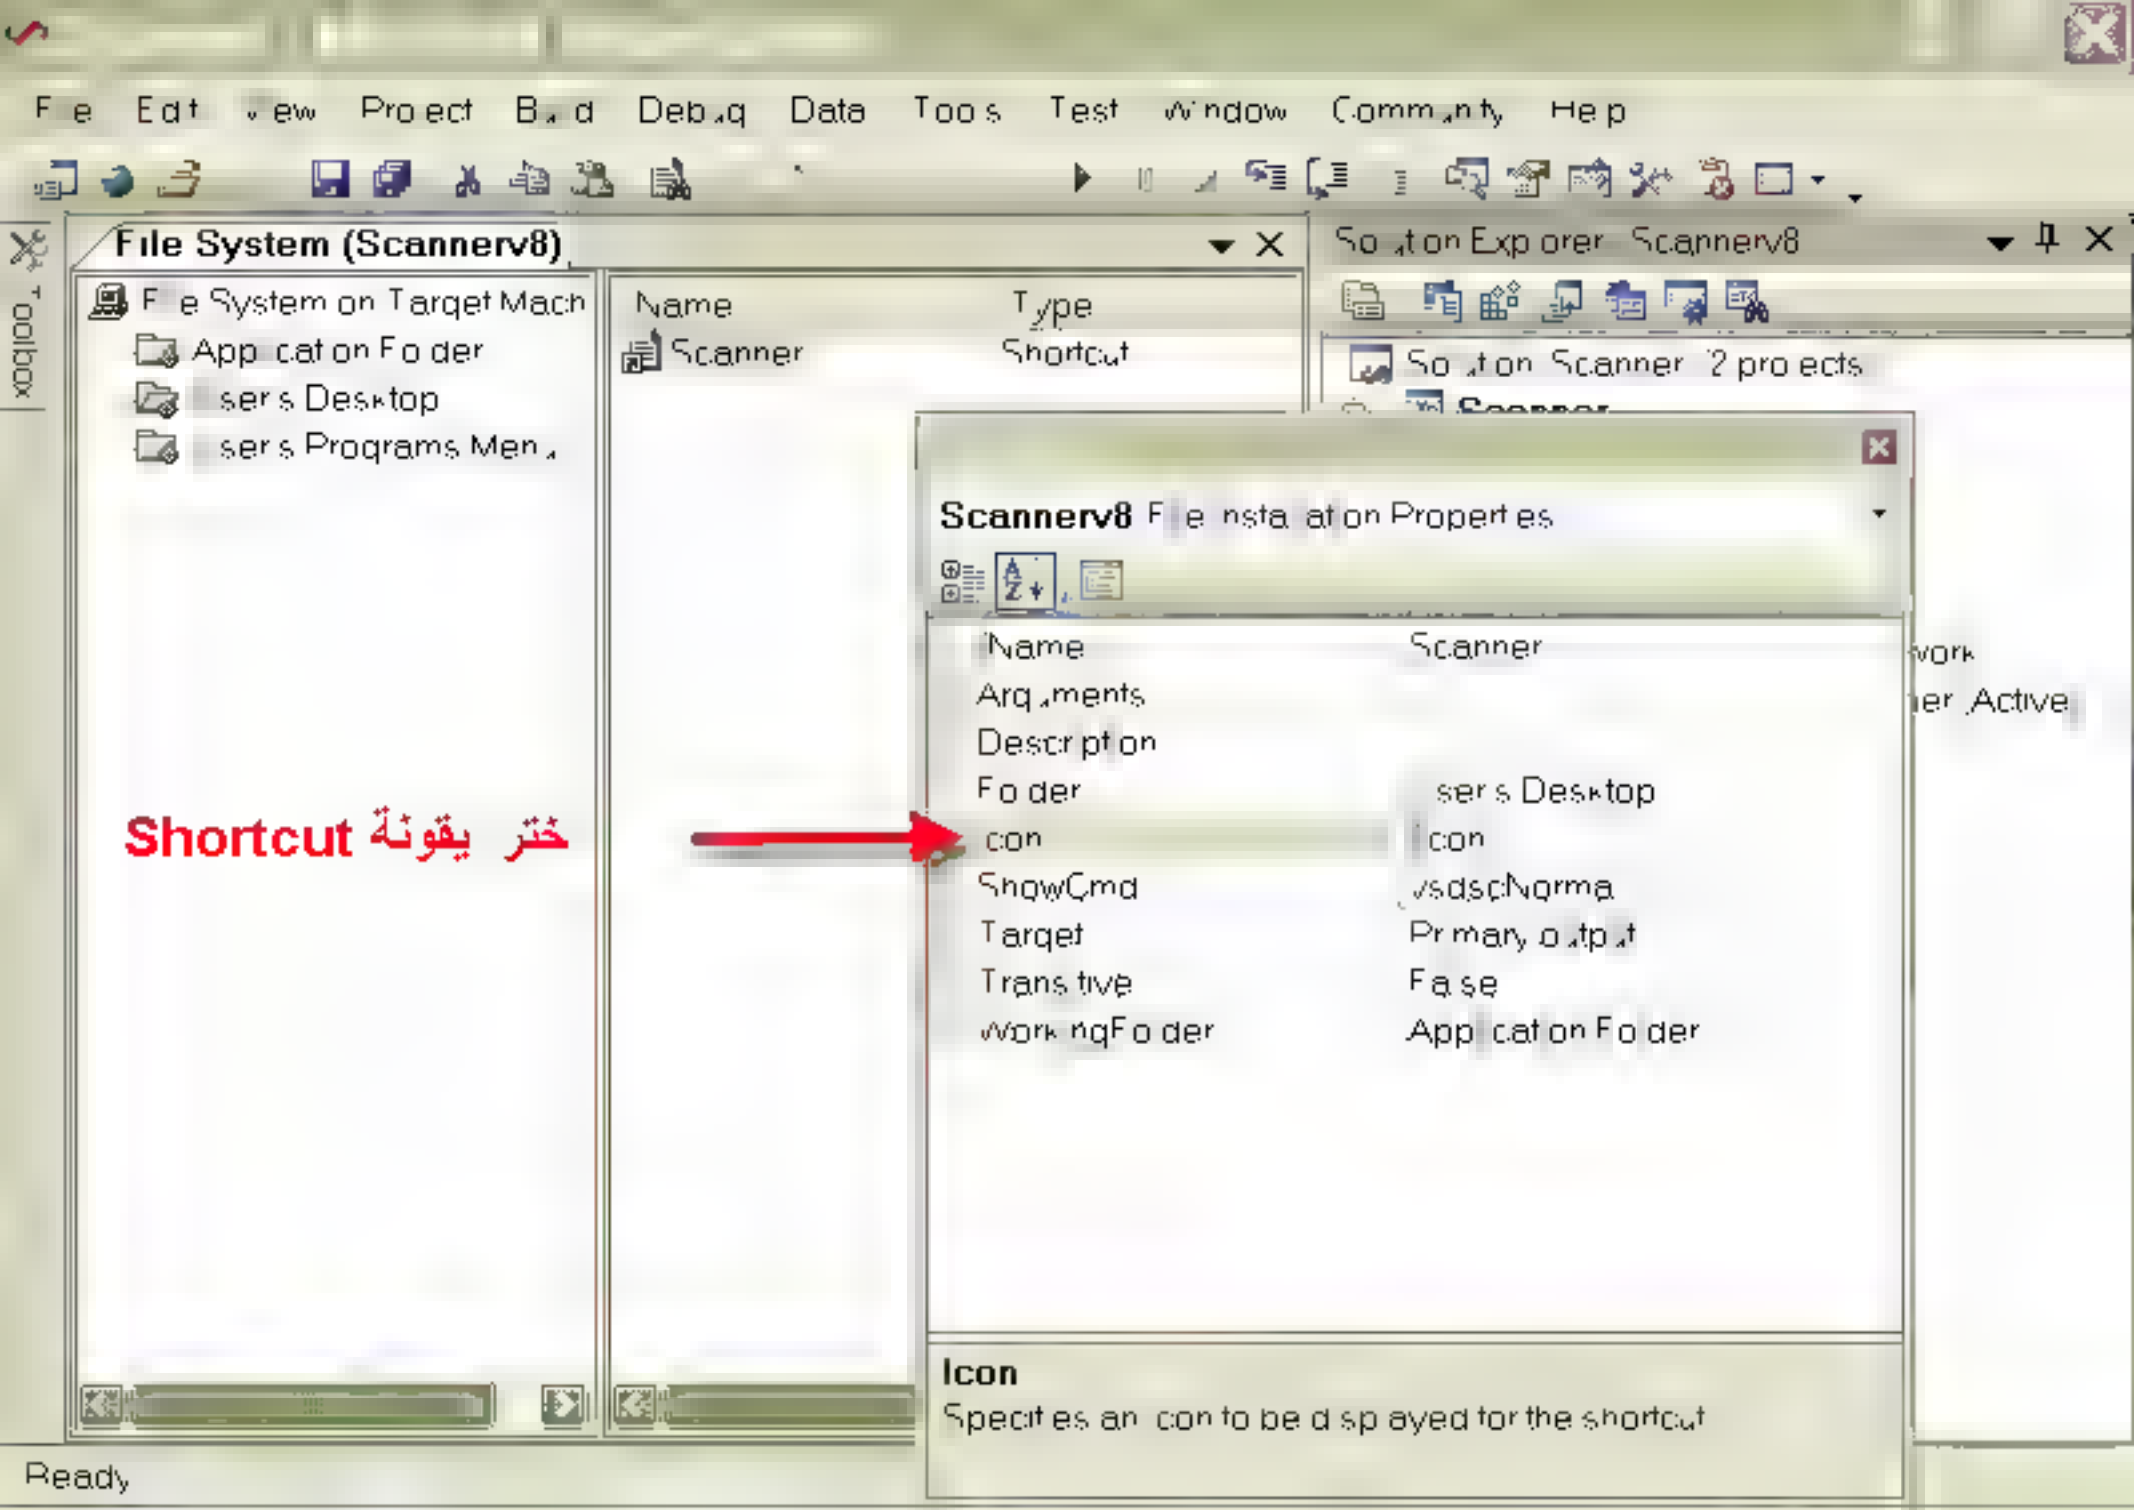 File Edit View Project Build Debug Data Tools Test Window Community Help
Toolbox
File System (Scannerv8)
File System on Target Mach
Application Folder
User's Desktop
User's Programs Menu
Name Type
Scanner Shortcut
Solution Explorer - Scannerv8
Solution 'Scanner' (2 projects
Scanner
work
ner (Active)
Scannerv8 File Installation Properties
Name Scanner
Arguments
Description
Folder User's Desktop
Icon Icon
ShowCmd vsdscNormal
Target Primary output
Transitive False
WorkingFolder Application Folder
Icon
Specifies an icon to be displayed for the shortcut
ختر يقونة Shortcut
Ready